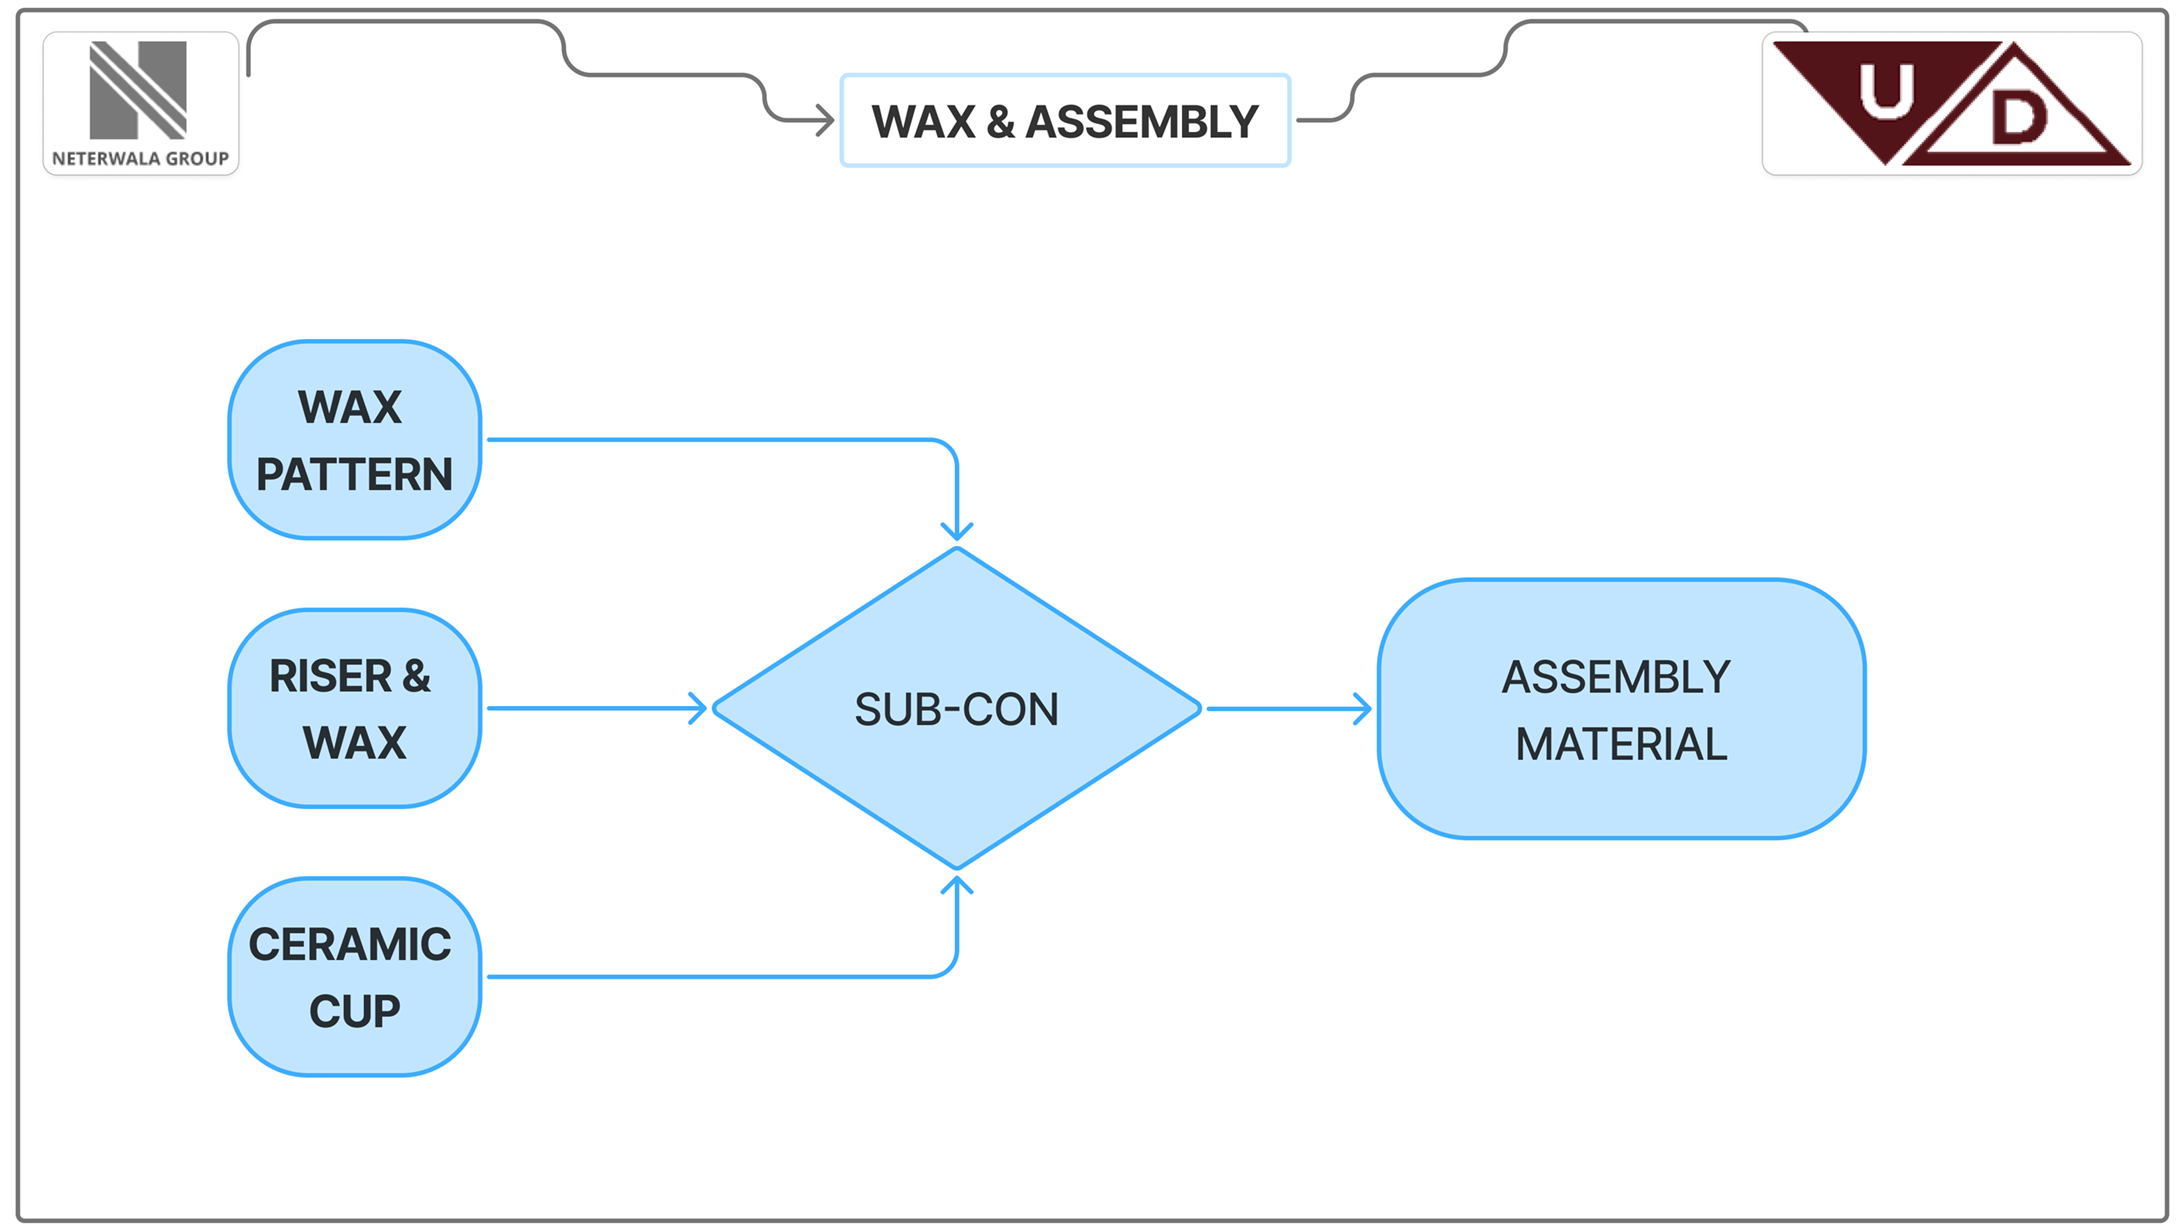 NETERWALA GROUP
WAX & ASSEMBLY
U
D
WAX
PATTERN
RISER &
WAX
CERAMIC
CUP
SUB-CON
ASSEMBLY
MATERIAL